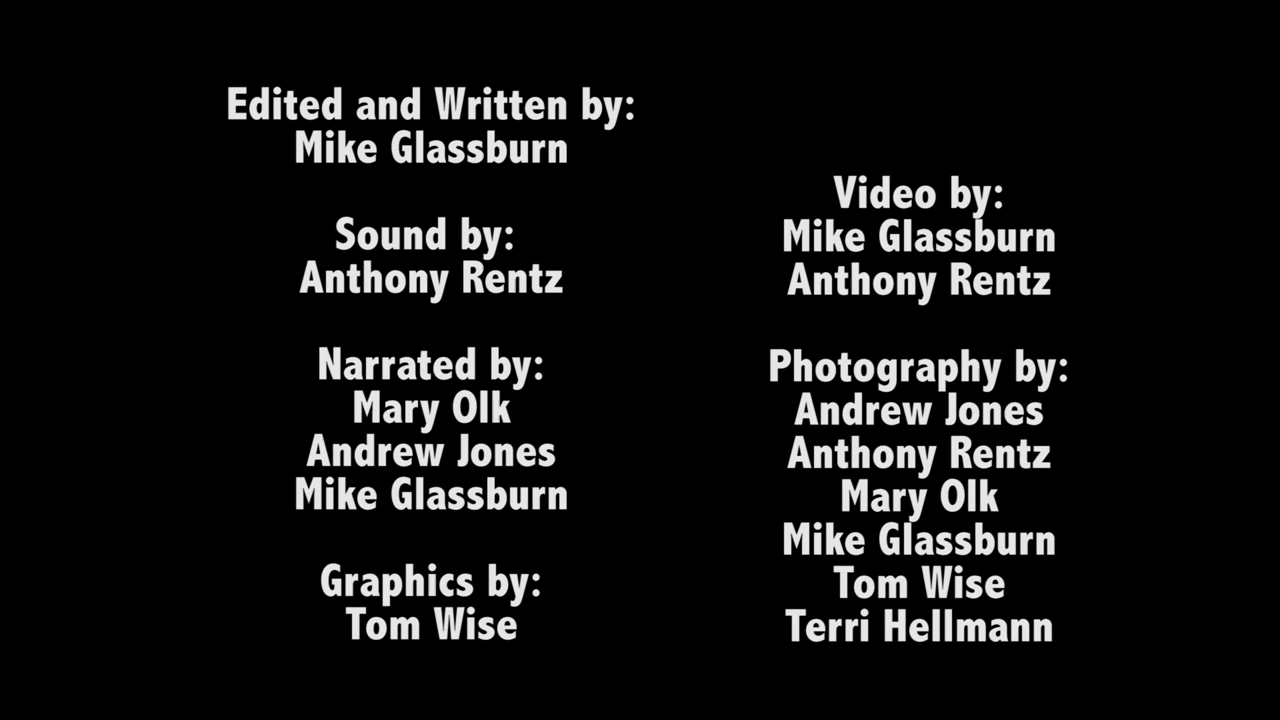 Edited and Written by:
Mike Glassburn
Sound by:
Anthony Rentz
Narrated by:
Mary Olk
Andrew Jones
Mike Glassburn
Graphics by:
Tom Wise
Video by:
Mike Glassburn
Anthony Rentz
Photography by:
Andrew Jones
Anthony Rentz
Mary Olk
Mike Glassburn
Tom Wise
Terri Hellmann